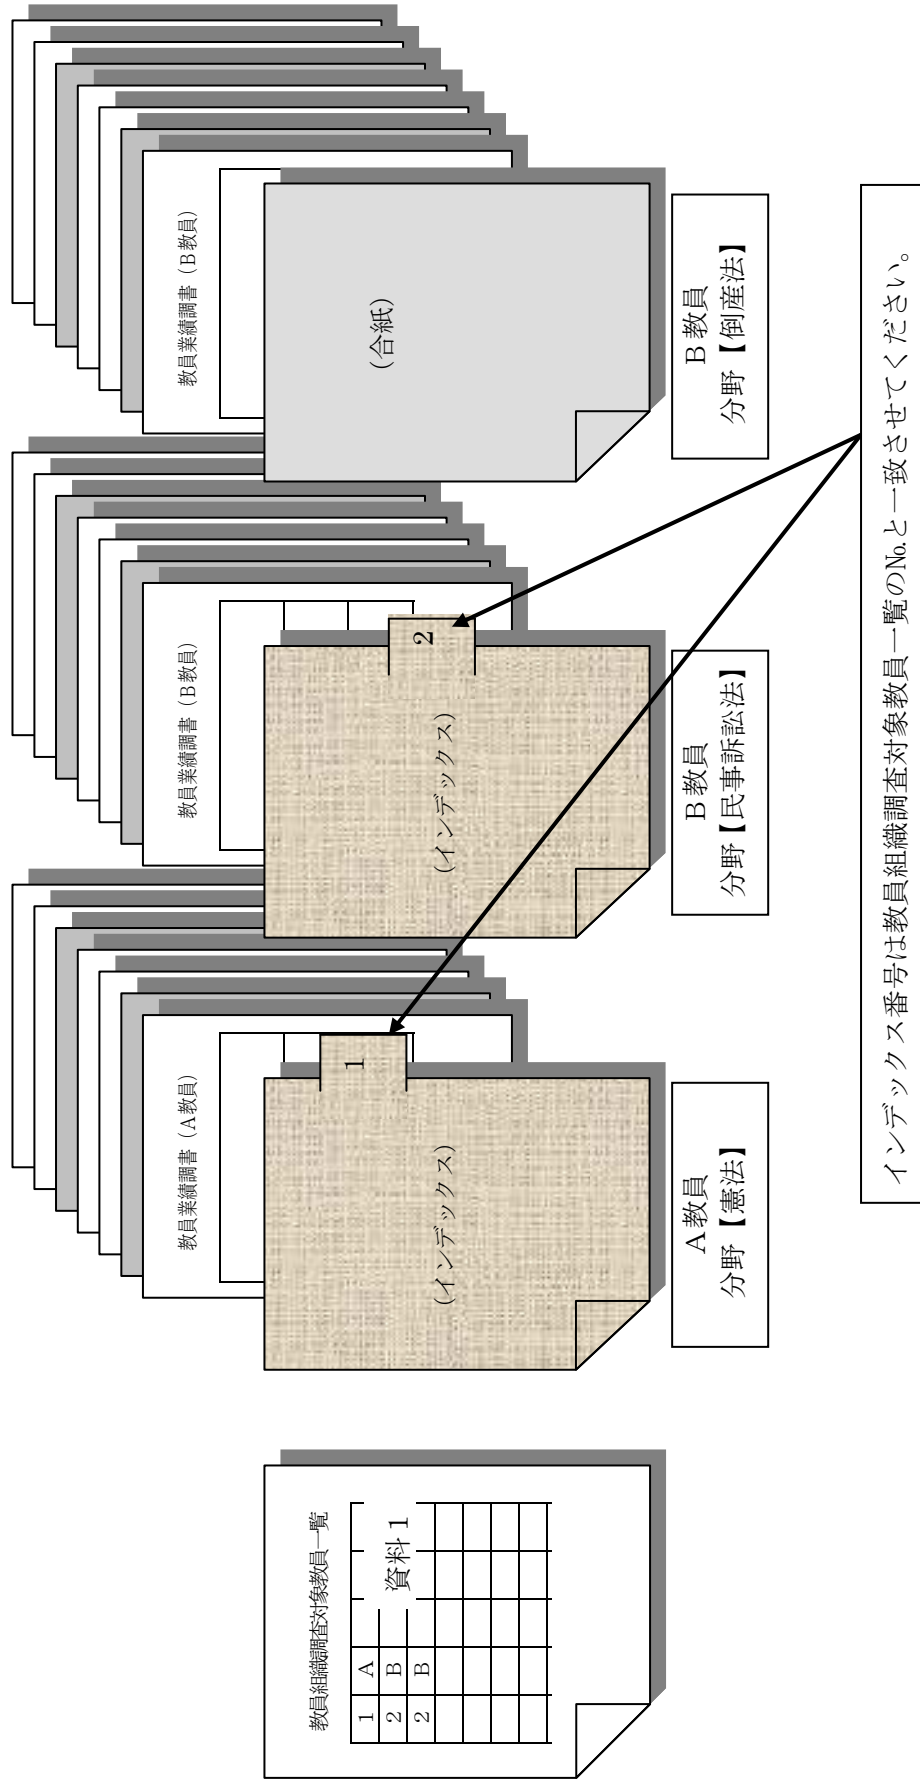 教員組織調査対象教員一覧
資料1
1 A
2 B
2 B
教員業績調書（A教員）
1
(インデックス)
A教員
分野【憲法】
教員業績調書（B教員）
2
(インデックス)
B教員
分野【民事訴訟法】
教員業績調書（B教員）
(合紙)
B教員
分野【倒産法】
インデックス番号は教員組織調査対象教員一覧の№と一致させてください。